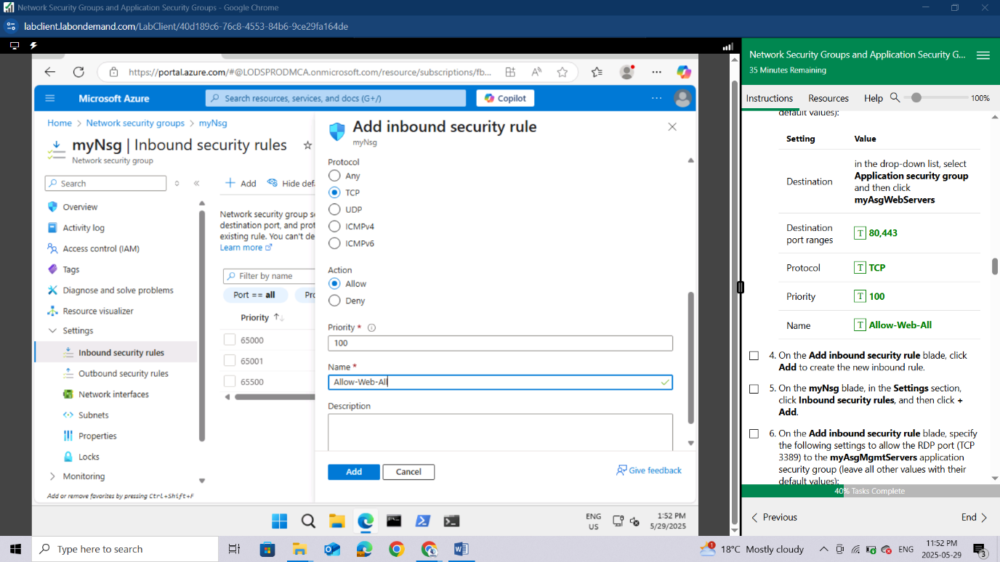 Network Security Groups and Application Security Groups - Google Chrome
labclient.labondemand.com/LabClient/40d189c6-76c8-4553-84b6-9ce29fa164de
https://portal.azure.com/#@LODSPRODMCA.onmicrosoft.com/resource/subscriptions/fb...
Microsoft Azure
Search resources, services, and docs (G+/)
Copilot
Home > Network security groups > myNsg
myNsg | Inbound security rules
Network security group
Search
Overview
Activity log
Access control (IAM)
Tags
Diagnose and solve problems
Resource visualizer
Settings
Inbound security rules
Outbound security rules
Network interfaces
Subnets
Properties
Locks
Monitoring
Add or remove favorites by pressing Ctrl+Shift+F
Add
Hide def
Network security group s
destination port, and prot
existing rule. You can't de
Learn more
Filter by name
Port == all
Pro
Priority
65000
65001
65500
Add inbound security rule
myNsg
Protocol
Any
TCP
UDP
ICMPv4
ICMPv6
Action
Allow
Deny
Priority *
100
Name *
Allow-Web-All
Description
Add
Cancel
Give feedback
ENG
US
1:52 PM
5/29/2025
Network Security Groups and Application Security G...
35 Minutes Remaining
Instructions
Resources
Help
100%
default values):
Setting
Value
Destination
in the drop-down list, select
Application security group
and then click
myAsgWebServers
Destination
port ranges
T 80,443
Protocol
T TCP
Priority
T 100
Name
T Allow-Web-All
4. On the Add inbound security rule blade, click
Add to create the new inbound rule.
5. On the myNsg blade, in the Settings section,
click Inbound security rules, and then click +
Add.
6. On the Add inbound security rule blade, specify
the following settings to allow the RDP port (TCP
3389) to the myAsgMgmtServers application
security group (leave all other values with their
default values):
40% Tasks Complete
Previous
End
Type here to search
1
18°C Mostly cloudy
ENG
11:52 PM
2025-05-29
3